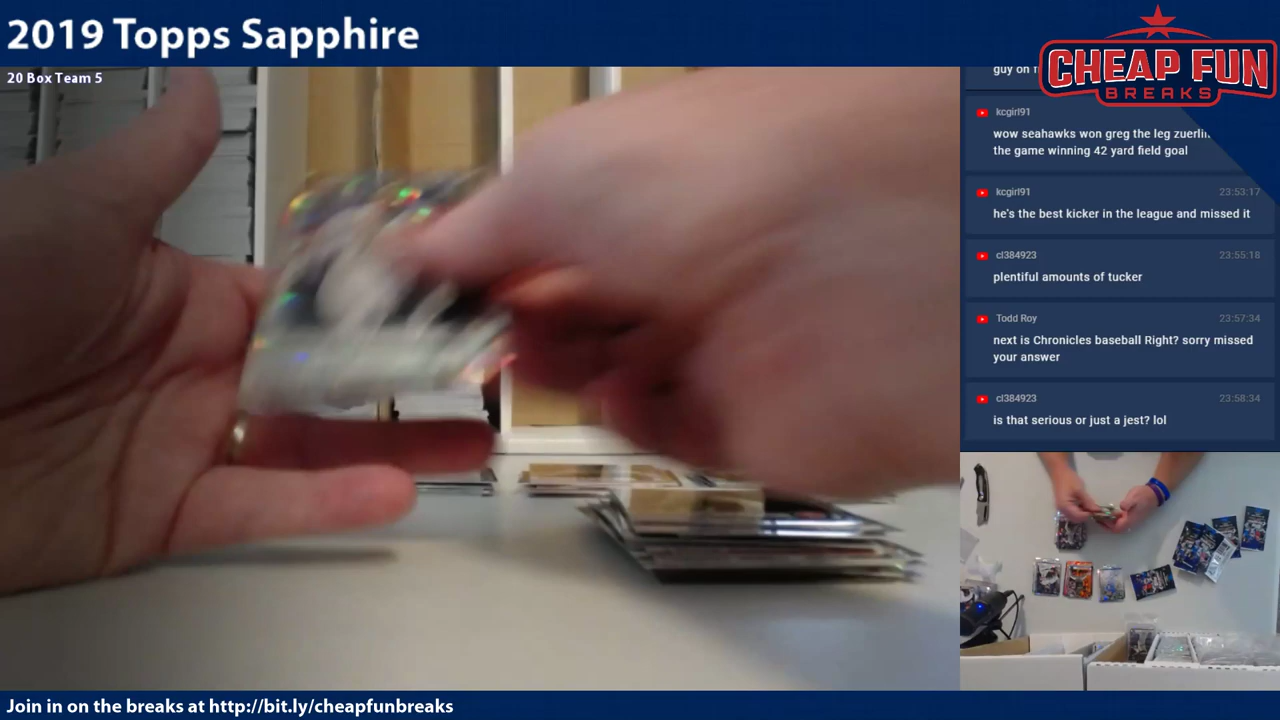 2019 Topps Sapphire
20 Box Team 5
CHEAP FUN
BREAKS
guy on
kcgirl91
wow seahawks won greg the leg
the game winning 42 yard field goal
kcgirl91 23:53:17
he's the best kicker in the league and missed it
cl384923 23:55:18
plentiful amounts of tucker
Todd Roy 23:57:34
next is Chronicles baseball Right? sorry missed
your answer
cl384923 23:58:34
is that serious or just a jest? lol
Join in on the breaks at http://bit.ly/cheapfunbreaks